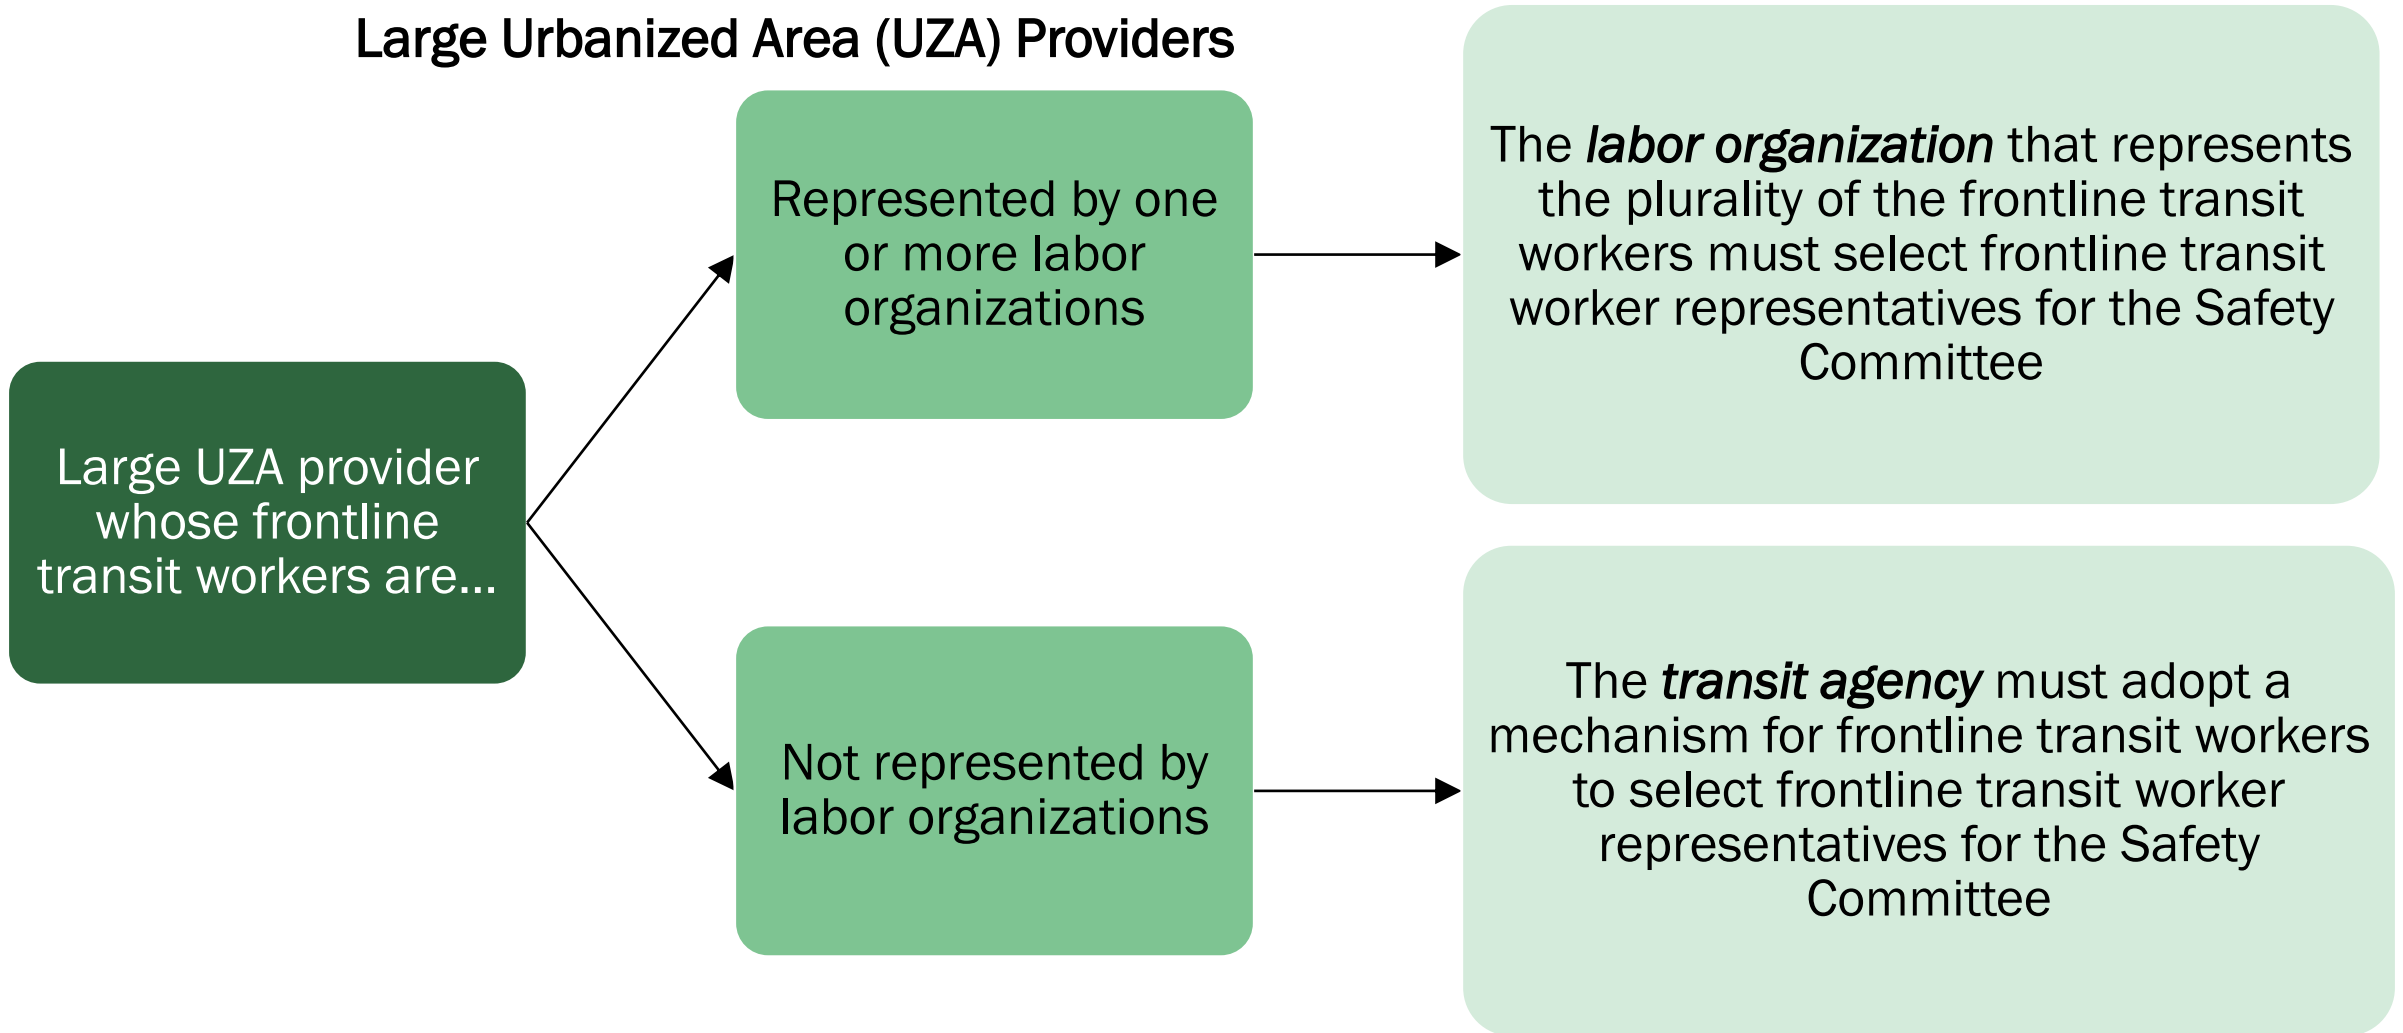 Large Urbanized Area (UZA) Providers
Large UZA provider
whose frontline
transit workers are...
Represented by one
or more labor
organizations
The labor organization that represents
the plurality of the frontline transit
workers must select frontline transit
worker representatives for the Safety
Committee
Not represented by
labor organizations
The transit agency must adopt a
mechanism for frontline transit workers
to select frontline transit worker
representatives for the Safety
Committee